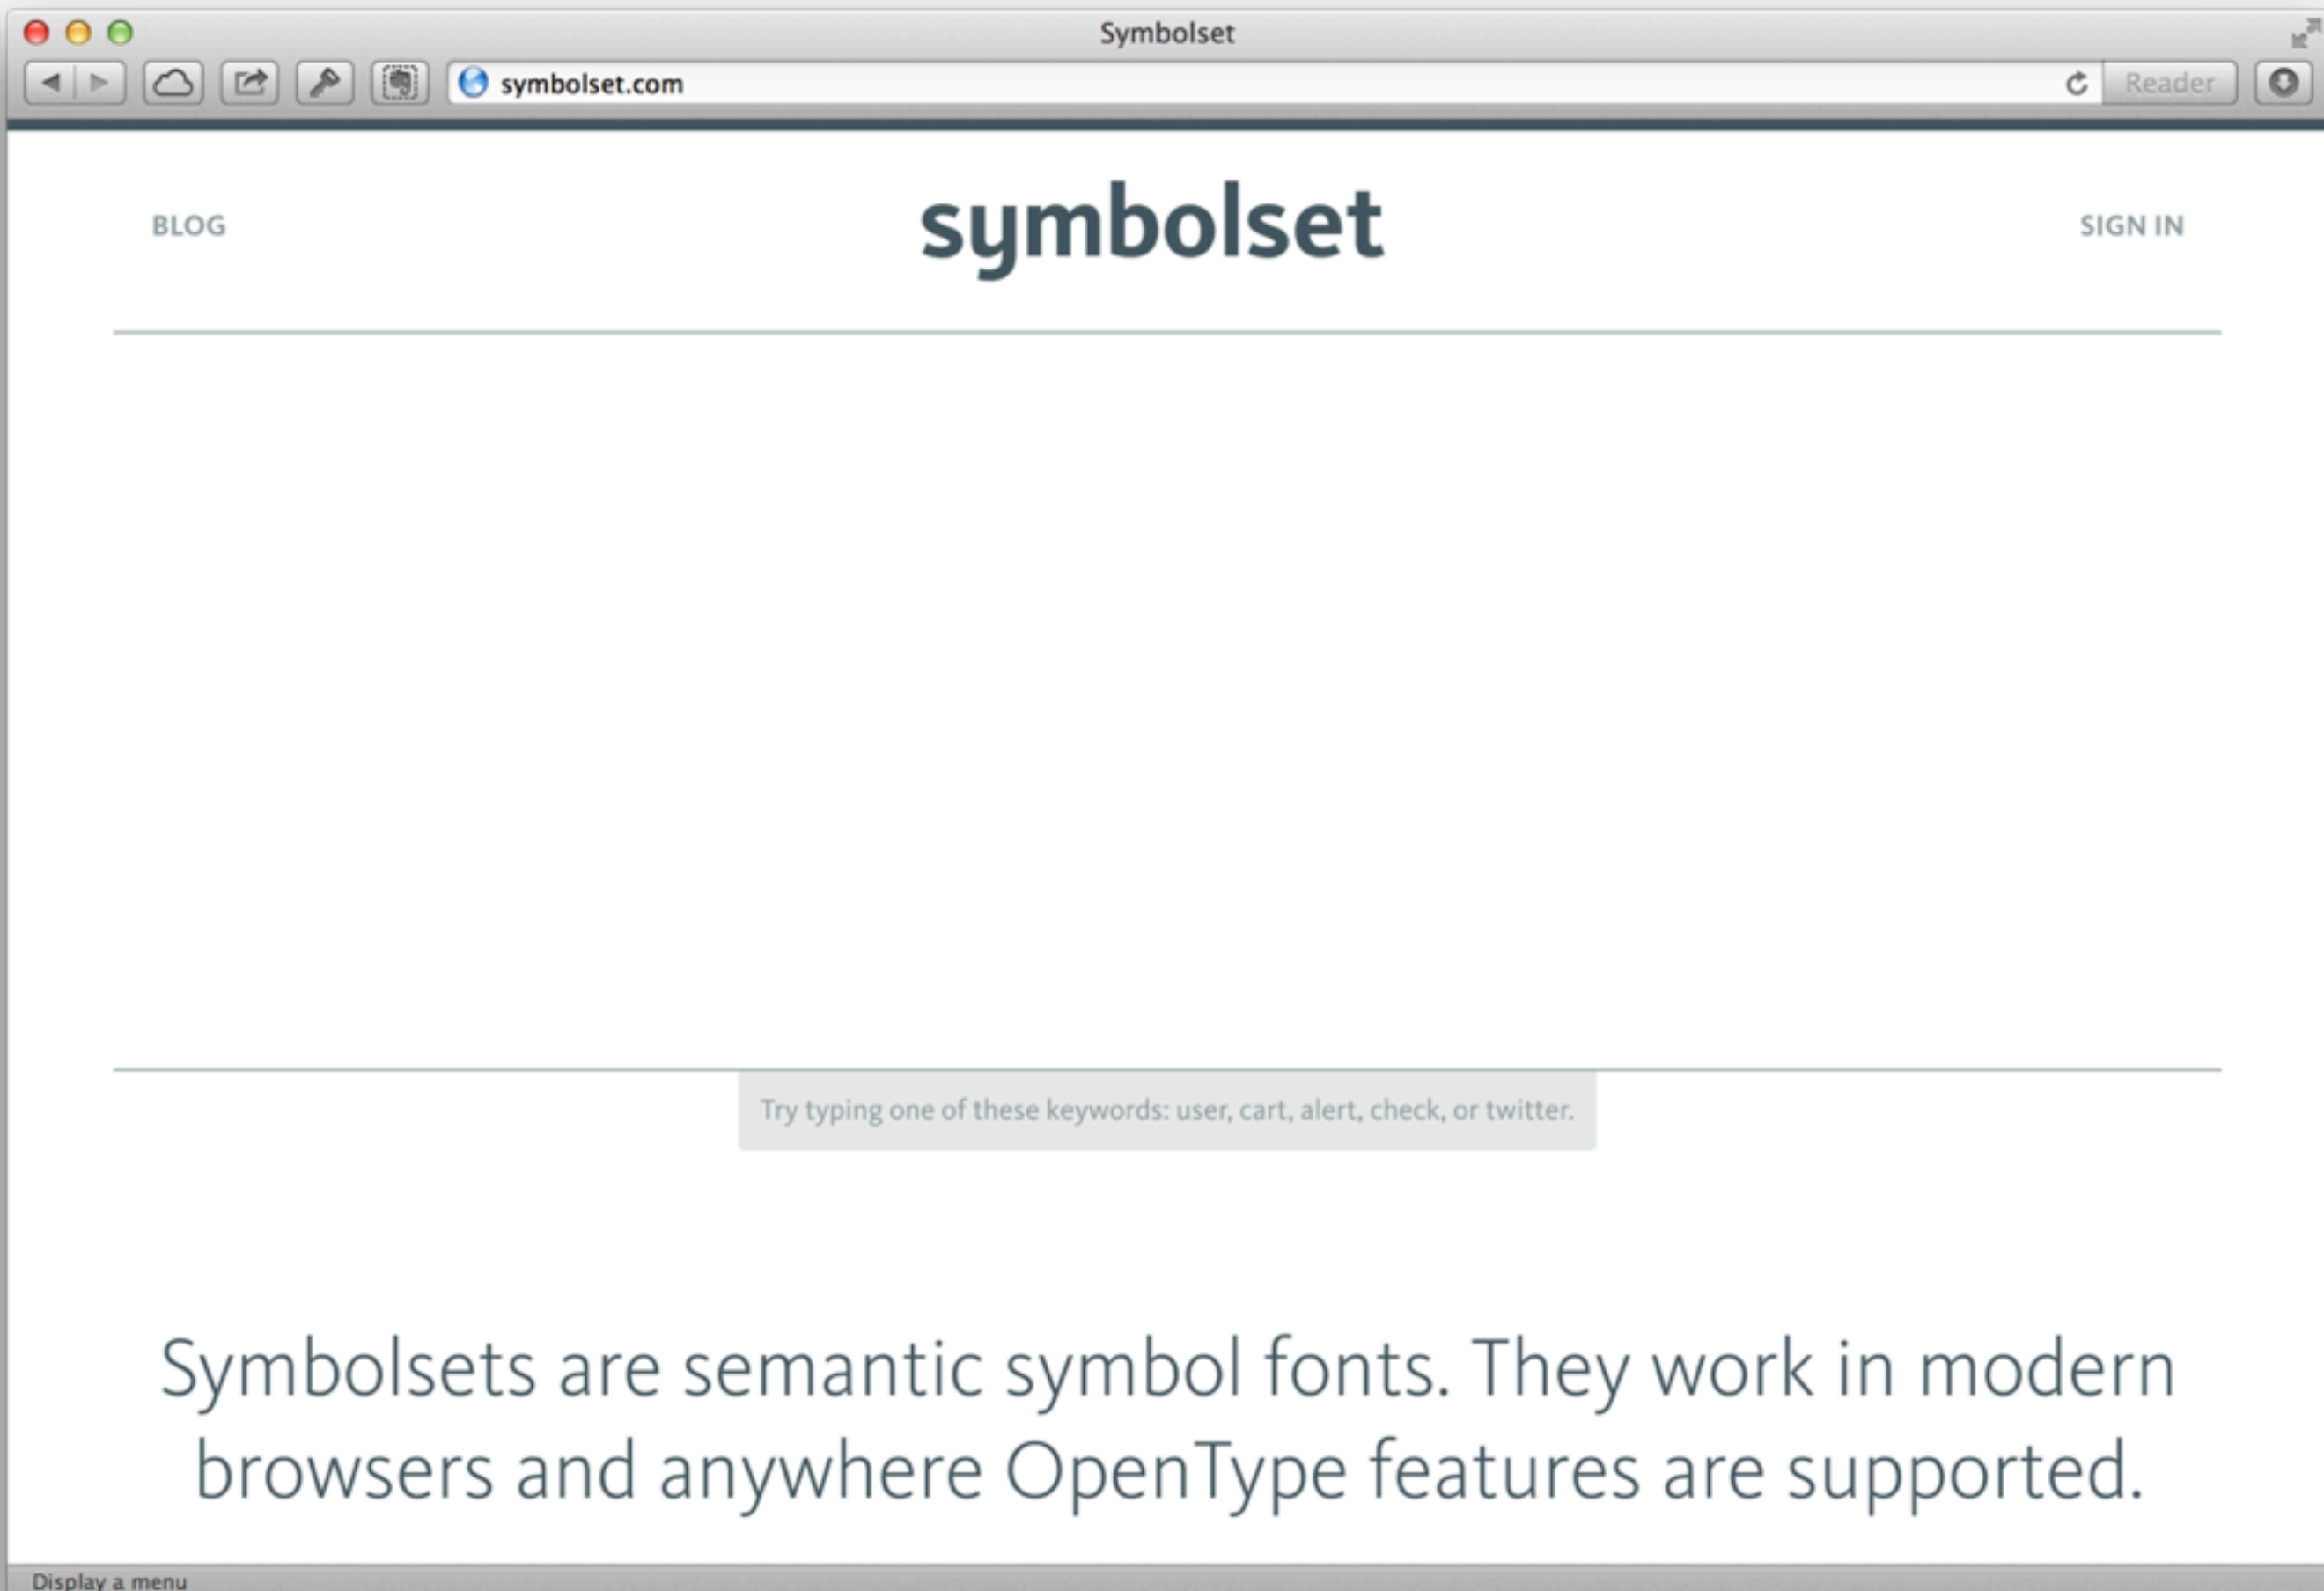 Symbolset
symbolset.com
Reader
BLOG
symbolset
SIGN IN
Try typing one of these keywords: user, cart, alert, check, or twitter.
Symbolsets are semantic symbol fonts. They work in modern
browsers and anywhere OpenType features are supported.
Display a menu